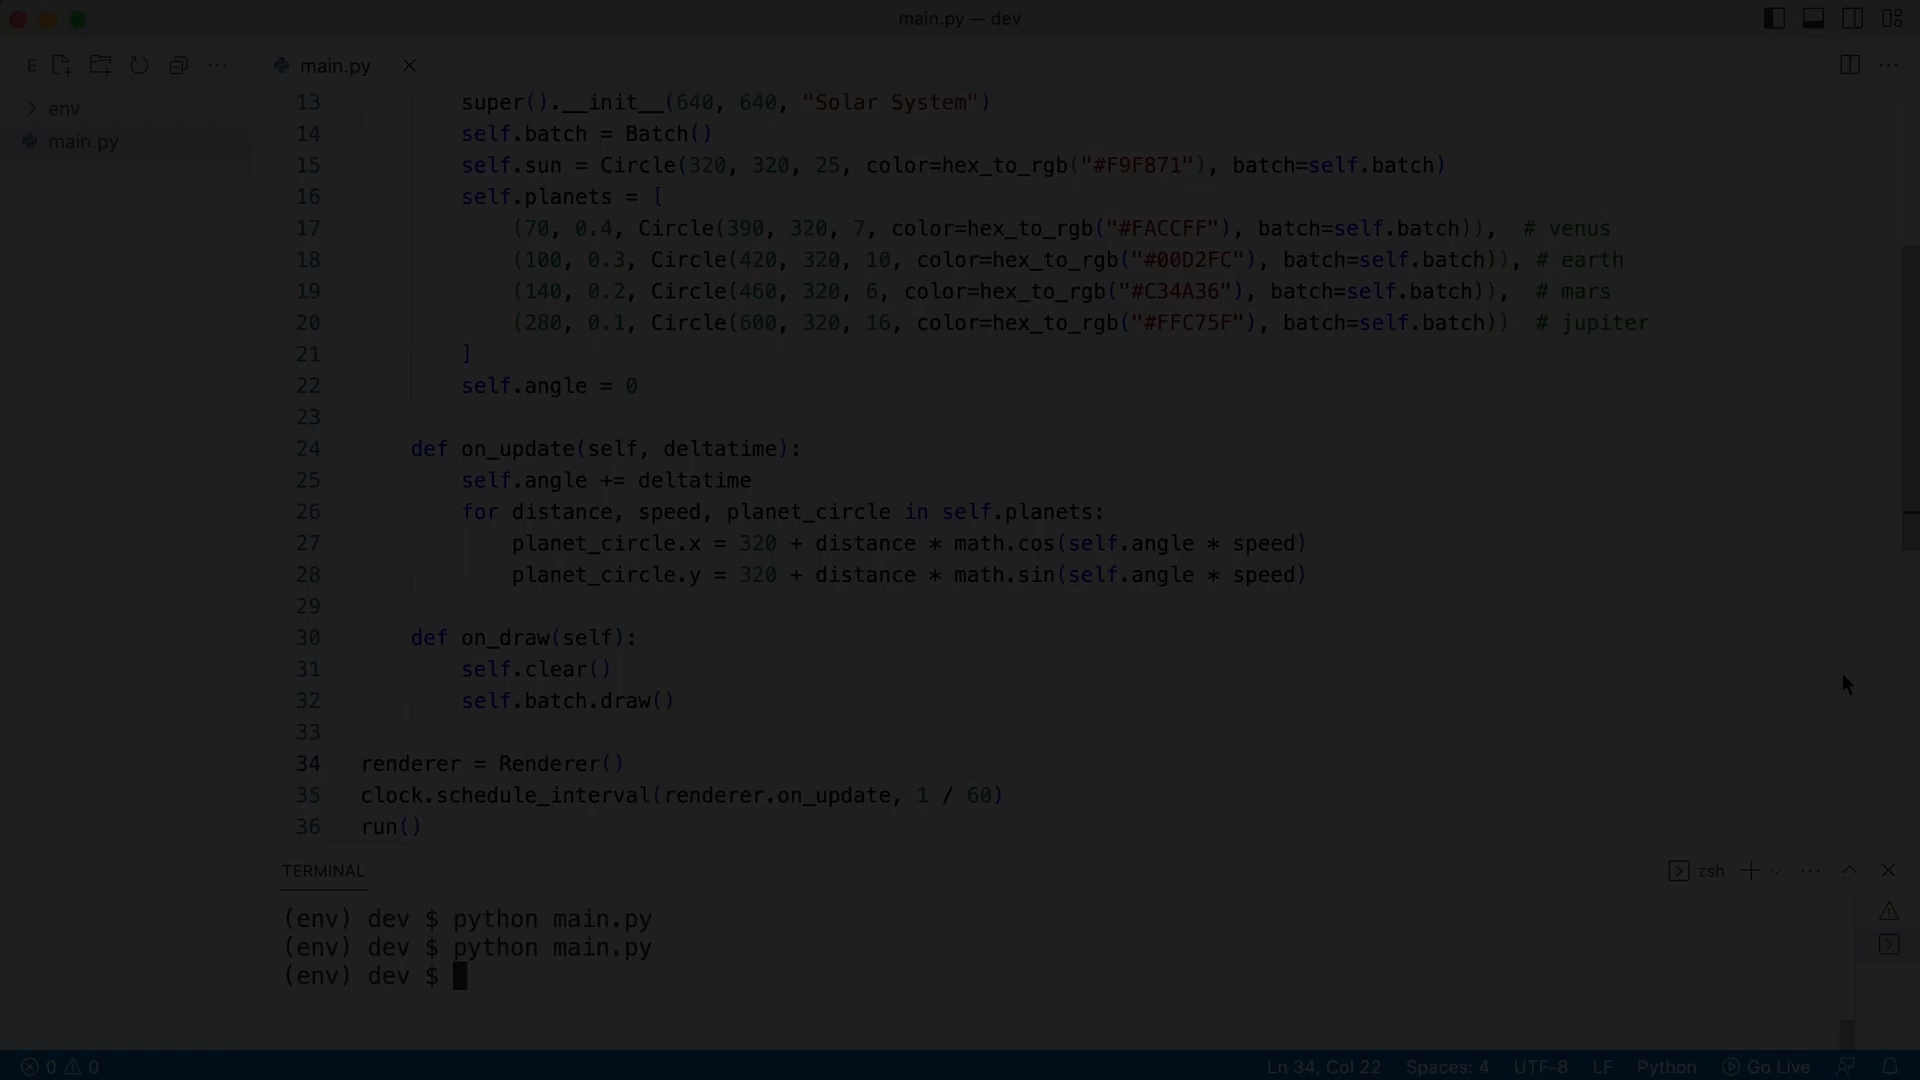 main.py — dev
E
main.py
env
main.py
13 super().__init__(640, 640, "Solar System")
14 self.batch = Batch()
15 self.sun = Circle(320, 320, 25, color=hex_to_rgb("#F9F871"), batch=self.batch)
16 self.planets = [
17 (70, 0.4, Circle(390, 320, 7, color=hex_to_rgb("#FACCFF"), batch=self.batch)), # venus
18 (100, 0.3, Circle(420, 320, 10, color=hex_to_rgb("#00D2FC"), batch=self.batch)), # earth
19 (140, 0.2, Circle(460, 320, 6, color=hex_to_rgb("#C34A36"), batch=self.batch)), # mars
20 (280, 0.1, Circle(600, 320, 16, color=hex_to_rgb("#FFC75F"), batch=self.batch)) # jupiter
21 ]
22 self.angle = 0
23
24 def on_update(self, deltatime):
25 self.angle += deltatime
26 for distance, speed, planet_circle in self.planets:
27 planet_circle.x = 320 + distance * math.cos(self.angle * speed)
28 planet_circle.y = 320 + distance * math.sin(self.angle * speed)
29
30 def on_draw(self):
31 self.clear()
32 self.batch.draw()
33
34 renderer = Renderer()
35 clock.schedule_interval(renderer.on_update, 1 / 60)
36 run()
TERMINAL
zsh
(env) dev $ python main.py
(env) dev $ python main.py
(env) dev $
0 0
Ln 34, Col 22 Spaces: 4 UTF-8 LF Python Go Live